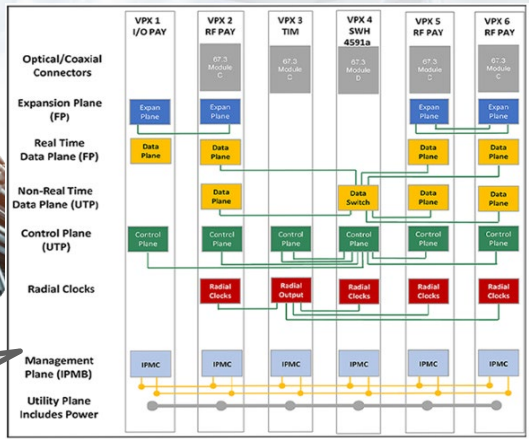 VPX 1
I/O PAY
VPX 2
RF PAY
VPX 3
TIM
VPX 4
SWH
4591a
VPX 5
RF PAY
VPX 6
RF PAY
Optical/Coaxial
Connectors
67.3
Module
C
67.3
Module
C
67.3
Module
D
67.3
Module
C
67.3
Module
C
Expansion Plane
(FP)
Expan
Plane
Expan
Plane
Expan
Plane
Expan
Plane
Real Time
Data Plane (FP)
Data
Plane
Data
Plane
Data
Plane
Data
Plane
Non-Real Time
Data Plane (UTP)
Data
Plane
Data
Switch
Data
Plane
Data
Plane
Control Plane
(UTP)
Control
Plane
Control
Plane
Control
Plane
Control
Plane
Control
Plane
Control
Plane
Radial Clocks
Radial
Clocks
Radial
Output
Radial
Clocks
Radial
Clocks
Radial
Clocks
Management
Plane (IPMB)
IPMC
IPMC
IPMC
IPMC
IPMC
IPMC
Utility Plane
Includes Power